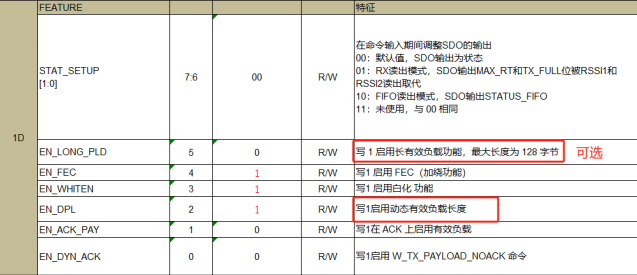 FEATURE 特征
1D
STAT_SETUP
[1:0] 7:6 00 R/W
在命令输入期间调整SDO的输出
00：默认值，SDO输出为状态
01：RX读出模式，SDO输出MAX_RT和TX_FULL位被RSSI1和
RSSI2读出取代
10：FIFO读出模式，SDO输出STATUS_FIFO
11：未使用，与 00 相同
EN_LONG_PLD 5 0 R/W 写 1 启用长有效负载功能，最大长度为 128 字节 可选
EN_FEC 4 1 R/W 写1 启用 FEC（加绕功能）
EN_WHITEN 3 1 R/W 写1 启用白化 功能
EN_DPL 2 1 R/W 写1启用动态有效负载长度
EN_ACK_PAY 1 0 R/W 写1在 ACK 上启用有效负载
EN_DYN_ACK 0 0 R/W 写1启用 W_TX_PAYLOAD_NOACK 命令